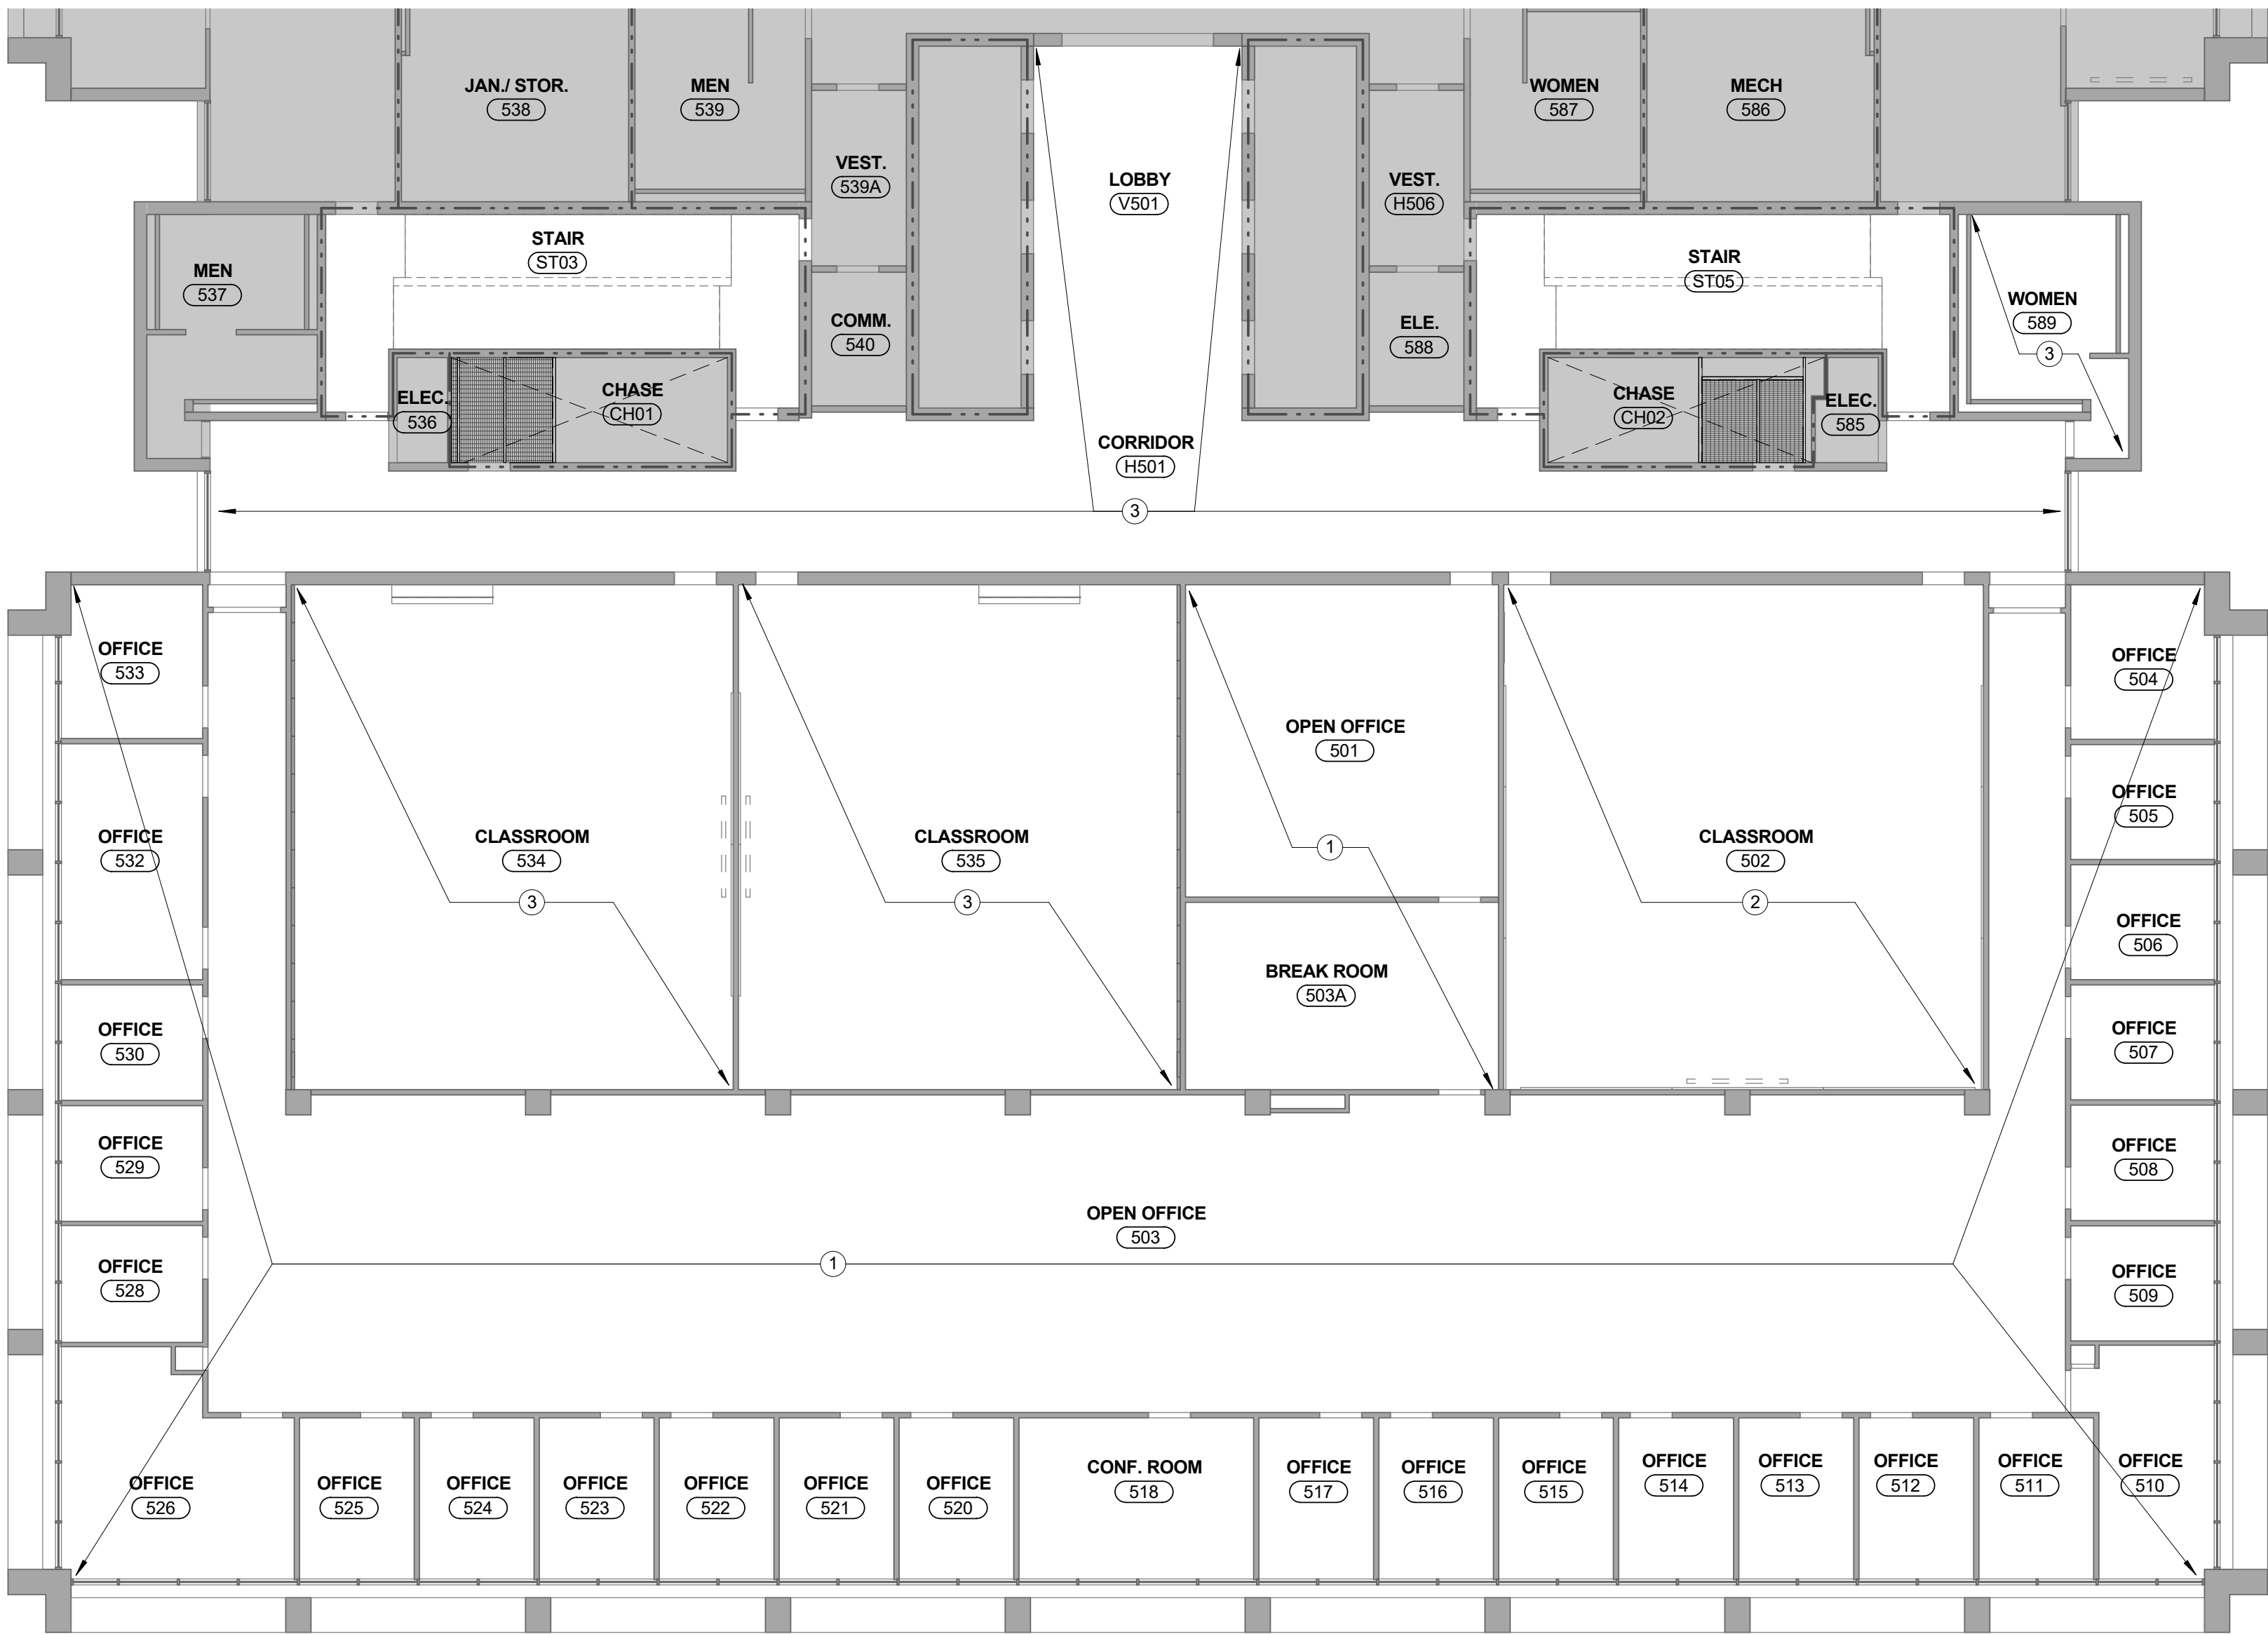 JAN./ STOR.
538
MEN
539
WOMEN
587
MECH
586
VEST.
539A
LOBBY
V501
VEST.
H506
STAIR
ST03
STAIR
ST05
MEN
537
WOMEN
589
3
COMM.
540
ELE.
588
ELEC.
536
CHASE
CH01
CHASE
CH02
ELEC.
585
CORRIDOR
H501
3
OFFICE
533
OFFICE
504
OPEN OFFICE
501
OFFICE
505
OFFICE
532
CLASSROOM
534
3
CLASSROOM
535
3
1
CLASSROOM
502
2
OFFICE
506
BREAK ROOM
503A
OFFICE
530
OFFICE
507
OFFICE
529
OFFICE
508
OPEN OFFICE
503
1
OFFICE
528
OFFICE
509
OFFICE
526
OFFICE
525
OFFICE
524
OFFICE
523
OFFICE
522
OFFICE
521
OFFICE
520
CONF. ROOM
518
OFFICE
517
OFFICE
516
OFFICE
515
OFFICE
514
OFFICE
513
OFFICE
512
OFFICE
511
OFFICE
510